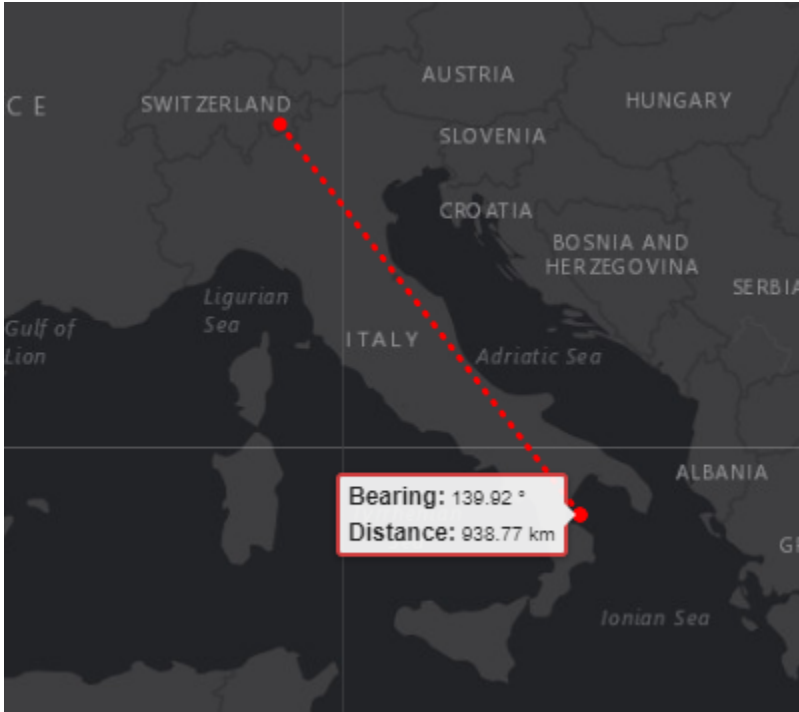 AUSTRIA
C E
SWITZERLAND
HUNGARY
SLOVENIA
CROATIA
BOSNIA AND
HERZEGOVINA
SERBIA
Ligurian
Sea
Gulf of
Lion
ITALY
Adriatic Sea
ALBANIA
Bearing: 139.92 °
Distance: 938.77 km
G
Ionian Sea